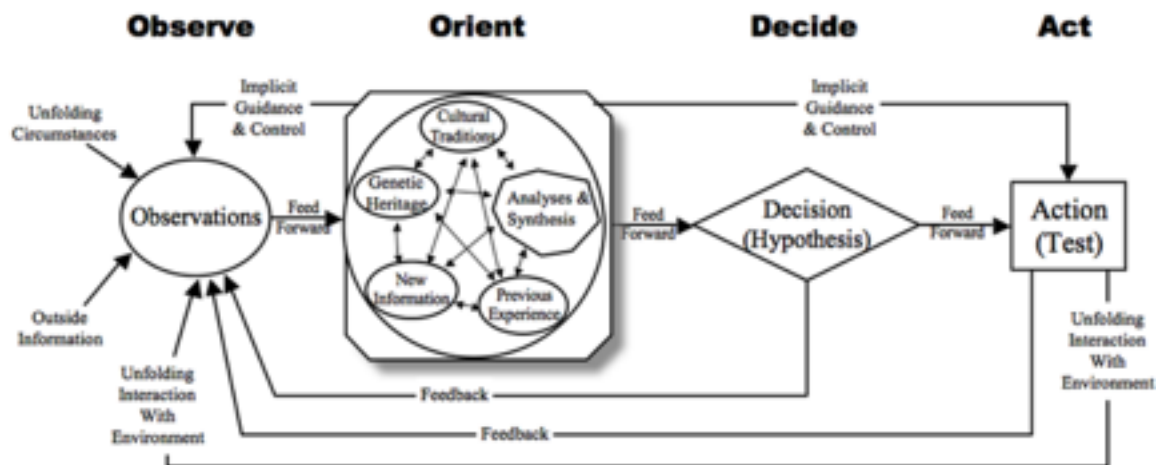 Observe
Orient
Decide
Act
Implicit
Guidance
& Control
Implicit
Guidance
& Control
Unfolding
Circumstances
Cultural
Traditions
Genetic
Heritage
Analyses &
Synthesis
New
Information
Previous
Experience
Observations
Feed
Forward
Feed
Forward
Decision
(Hypothesis)
Feed
Forward
Action
(Test)
Outside
Information
Unfolding
Interaction
With
Environment
Unfolding
Interaction
With
Environment
Feedback
Feedback